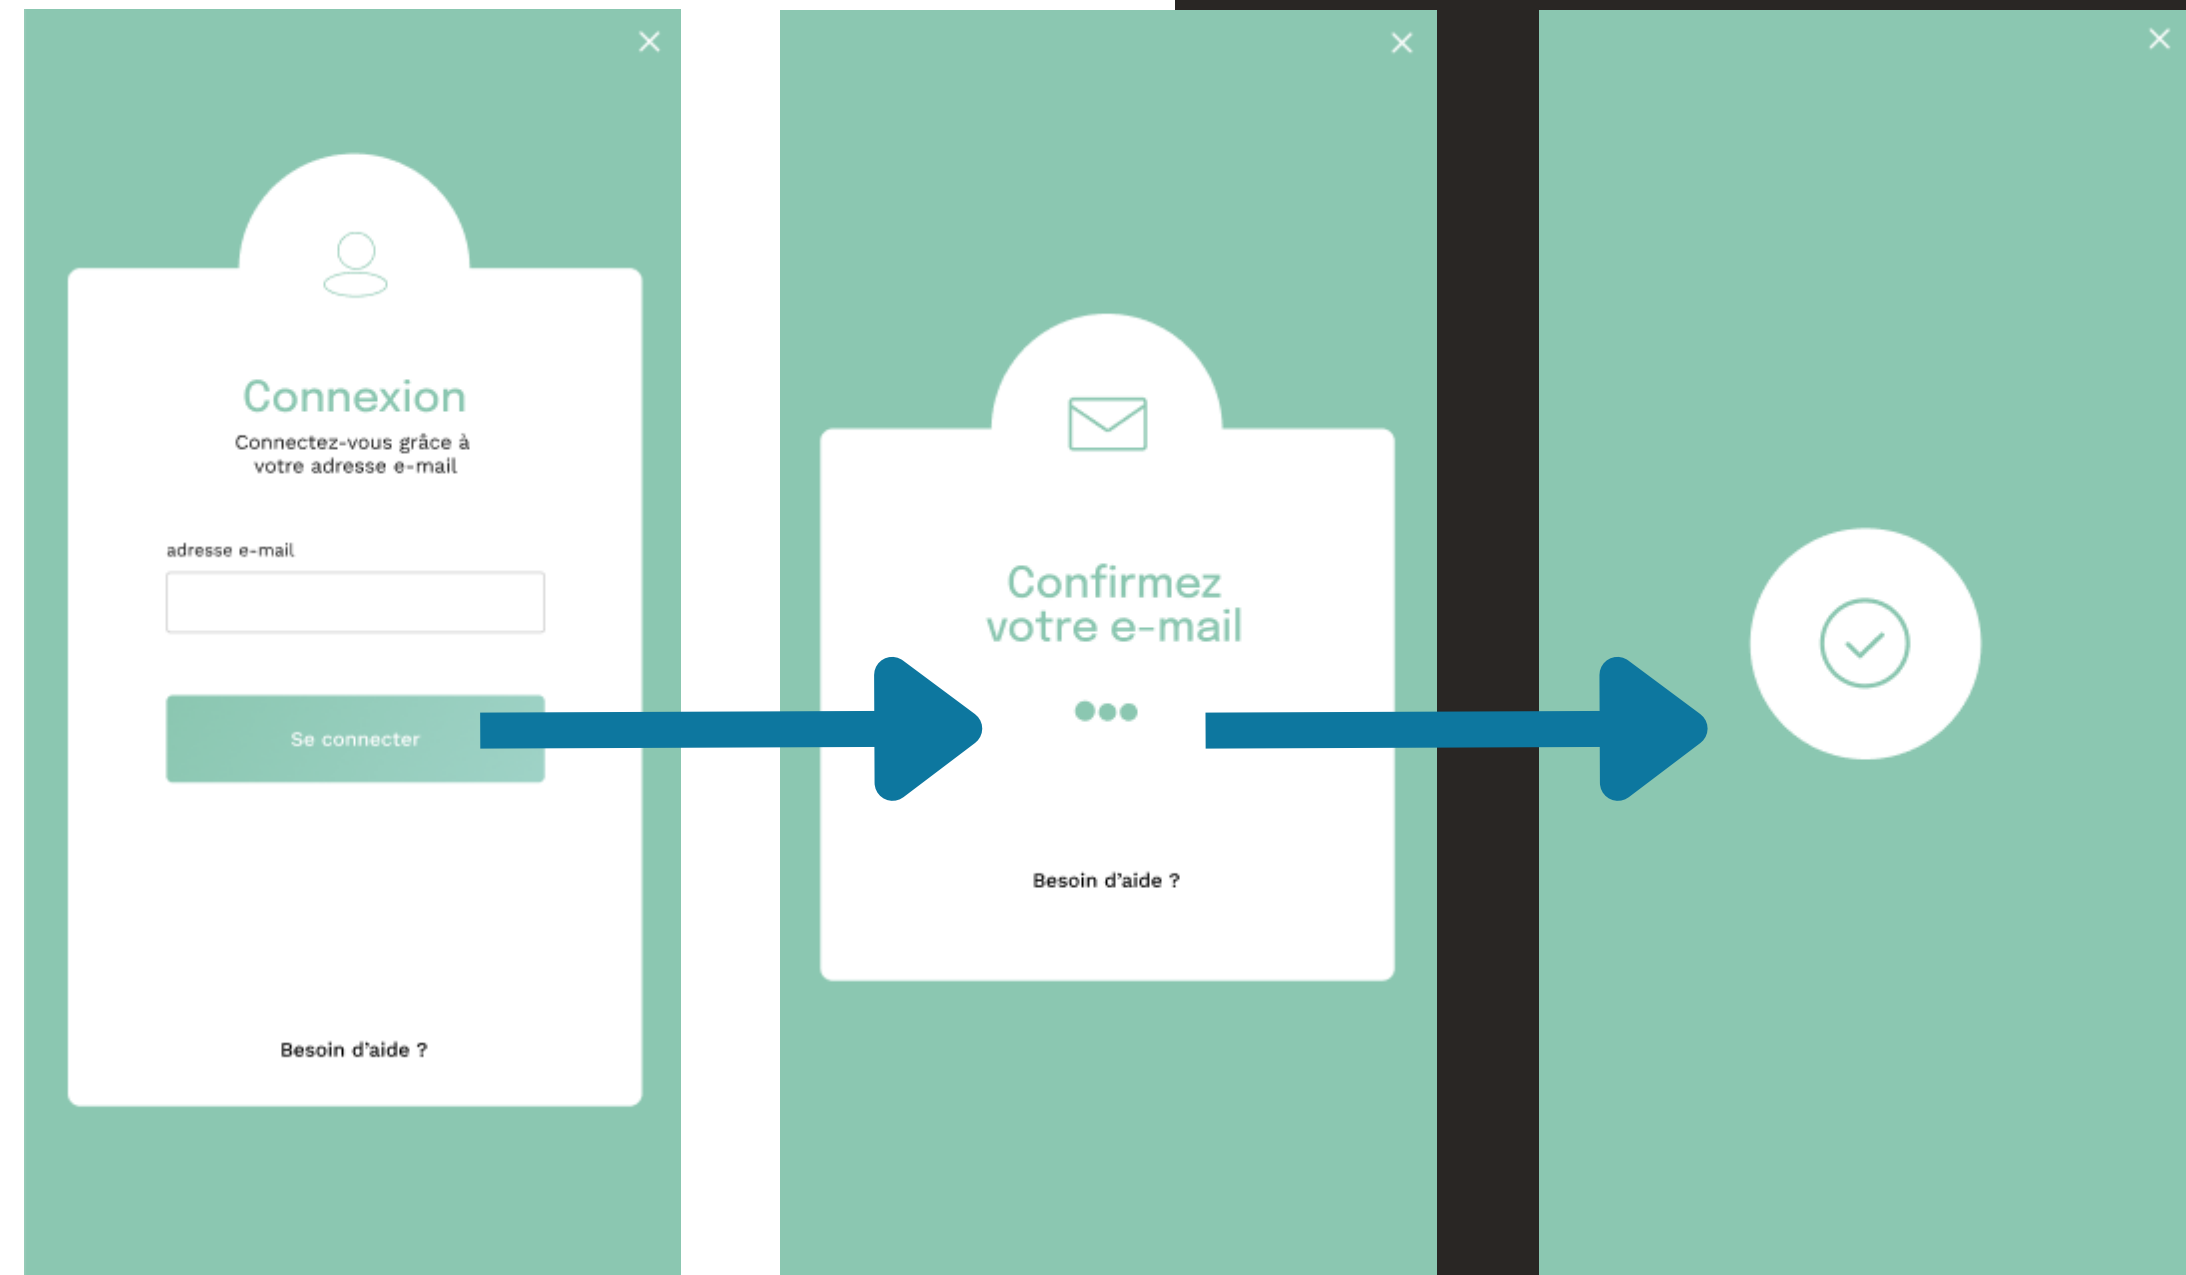 Connexion
Connectez-vous grâce à
votre adresse e-mail
adresse e-mail
Se connecter
Besoin d'aide ?
Confirmez
votre e-mail
Besoin d'aide ?